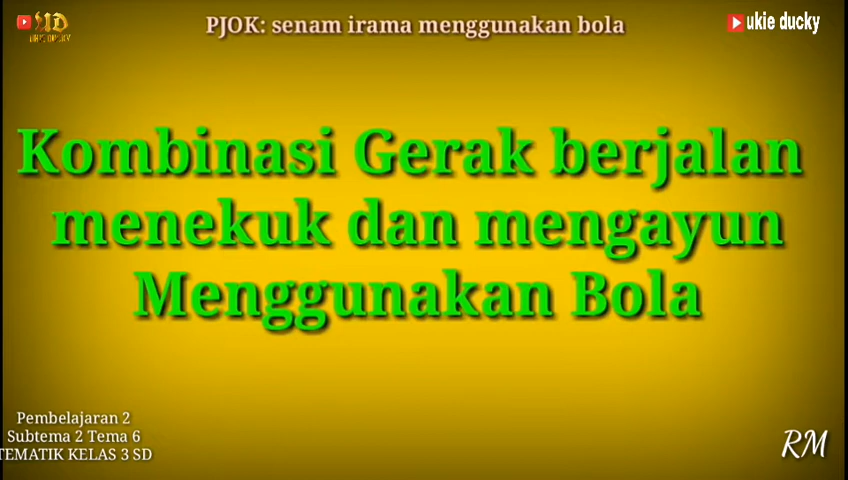 PJOK: senam irama menggunakan bola
ukie ducky
Kombinasi Gerak berjalan
menekuk dan mengayun
Menggunakan Bola
Pembelajaran 2
Subtema 2 Tema 6
TEMATIK KELAS 3 SD
RM